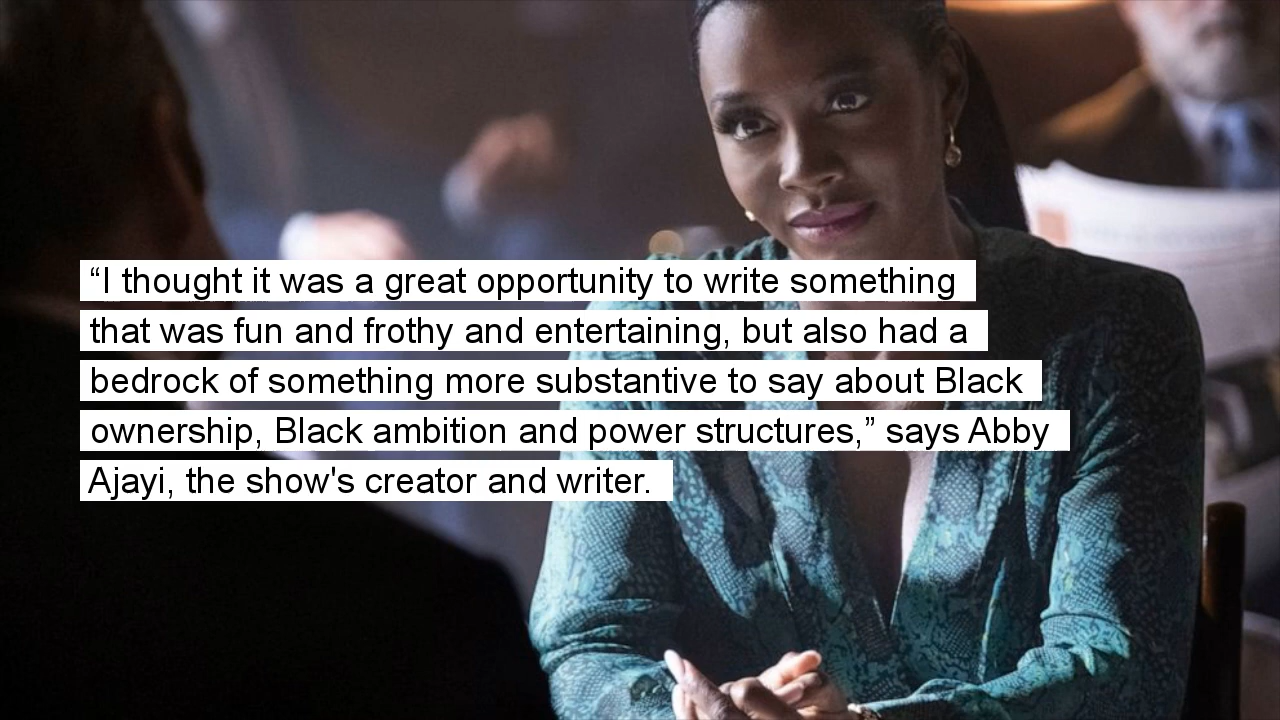 “I thought it was a great opportunity to write something
that was fun and frothy and entertaining, but also had a
bedrock of something more substantive to say about Black
ownership, Black ambition and power structures,” says Abby
Ajayi, the show's creator and writer.